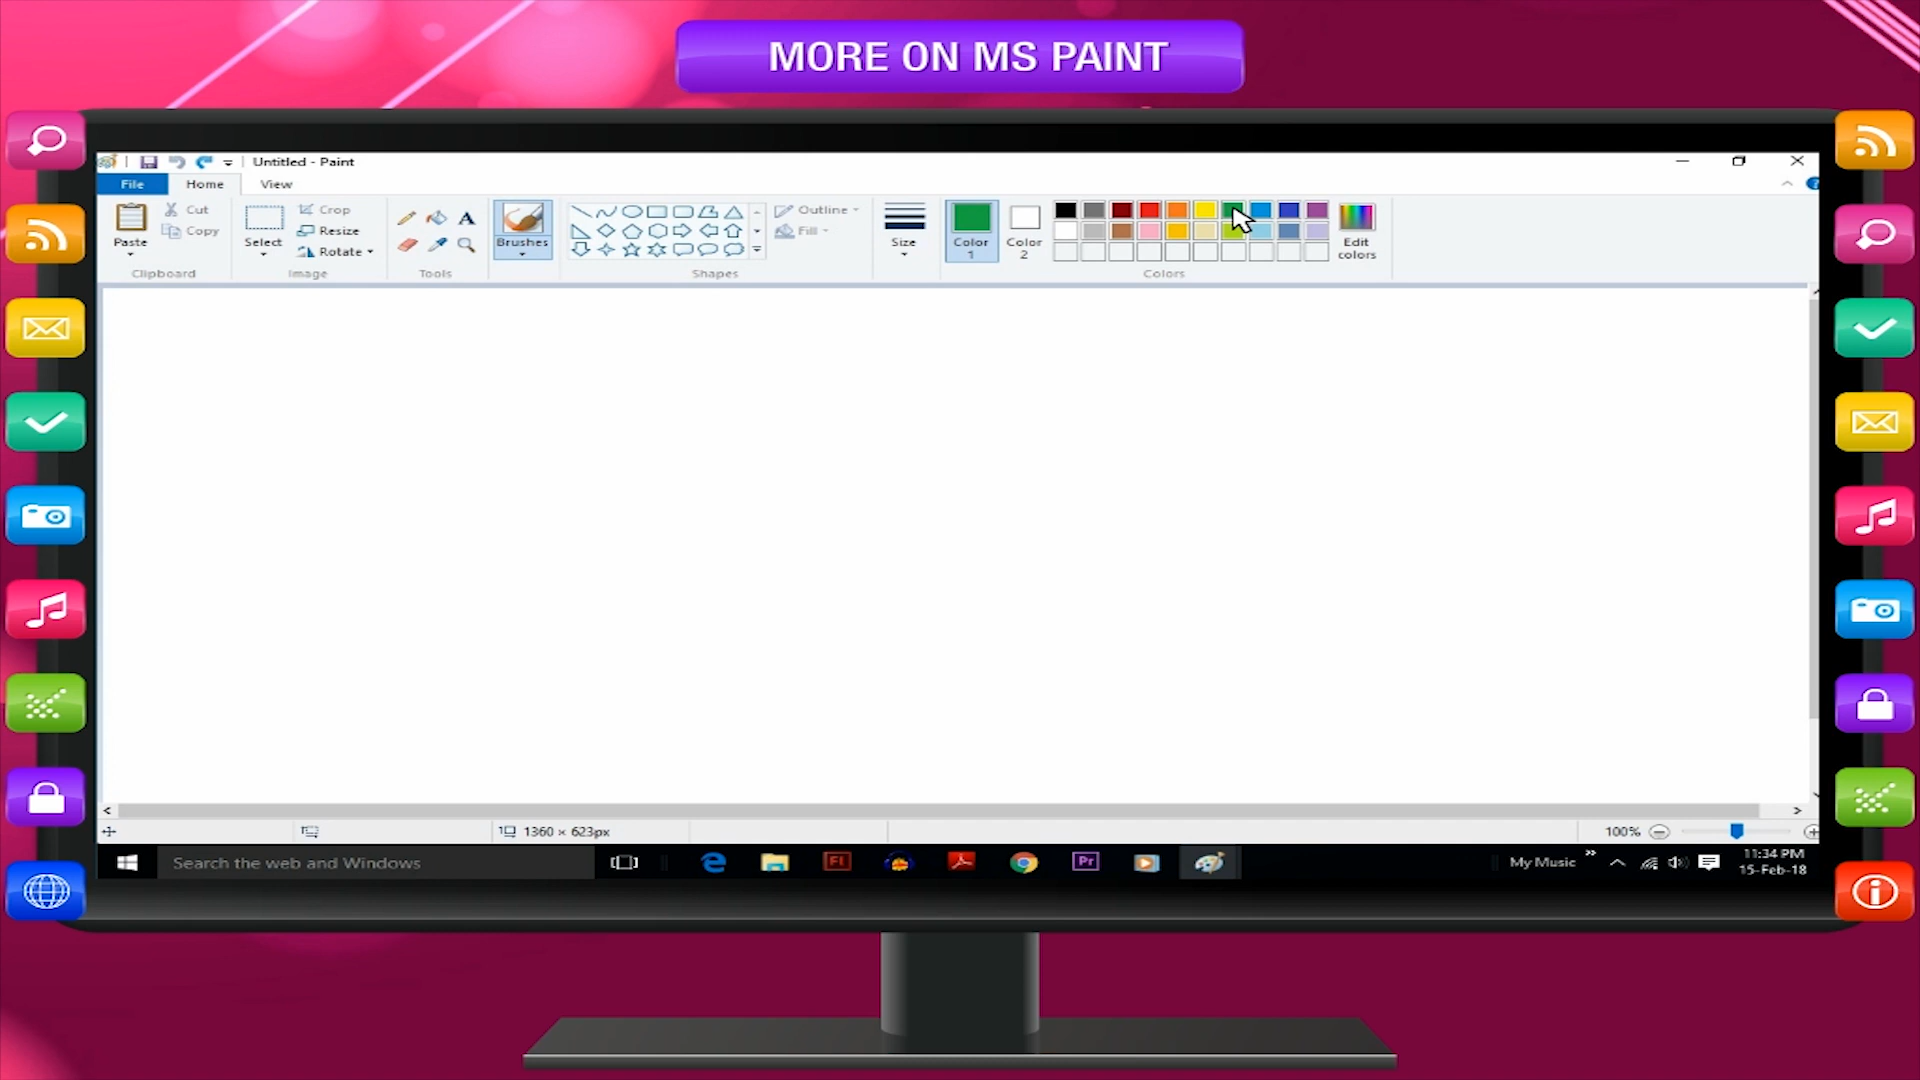 MORE ON MS PAINT
Untitled - Paint
File Home View
Paste
Cut
Copy
Clipboard
Select
Crop
Resize
Rotate
Image
A
Tools
Brushes
Outline
Fill
Shapes
Size
Color
1
Color
2
Edit
colors
Colors
1360 × 623px
100%
Search the web and Windows
Fl
Pr
My Music
11:34 PM
15-Feb-18